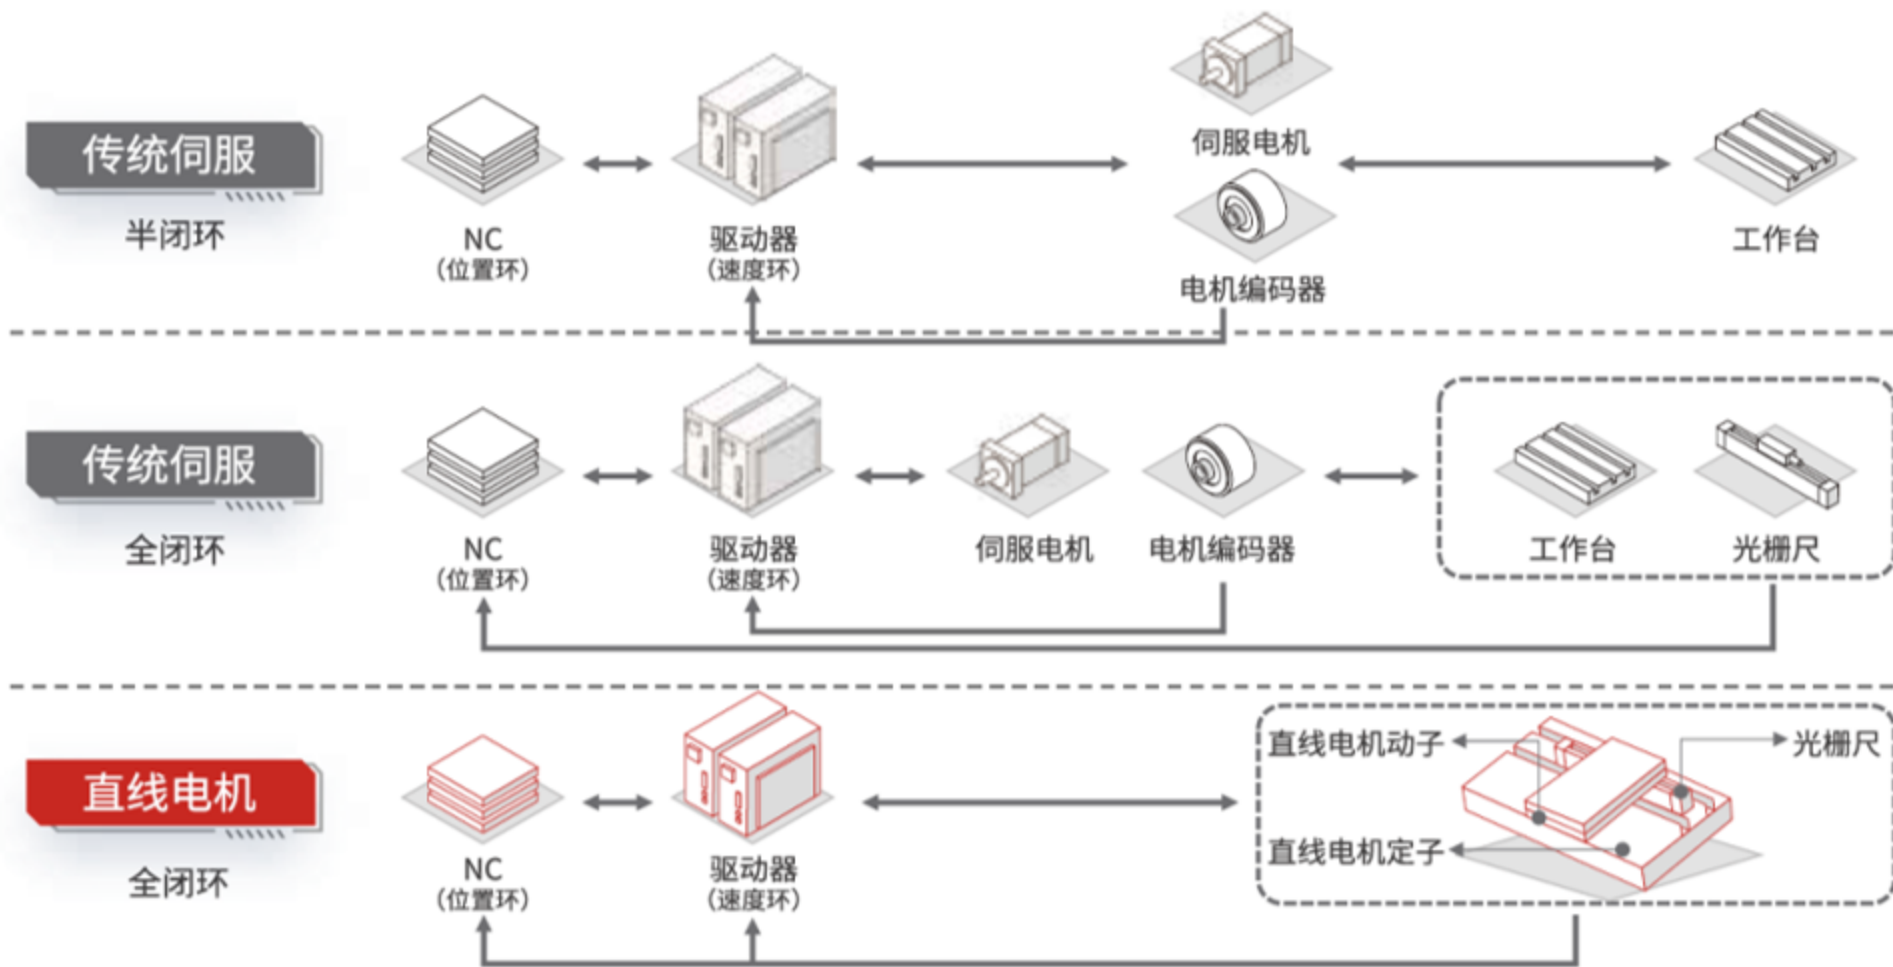 传统伺服
半闭环
NC
(位置环)
驱动器
(速度环)
伺服电机
电机编码器
工作台
传统伺服
全闭环
NC
(位置环)
驱动器
(速度环)
伺服电机
电机编码器
工作台
光栅尺
直线电机
全闭环
NC
(位置环)
驱动器
(速度环)
直线电机动子
光栅尺
直线电机定子